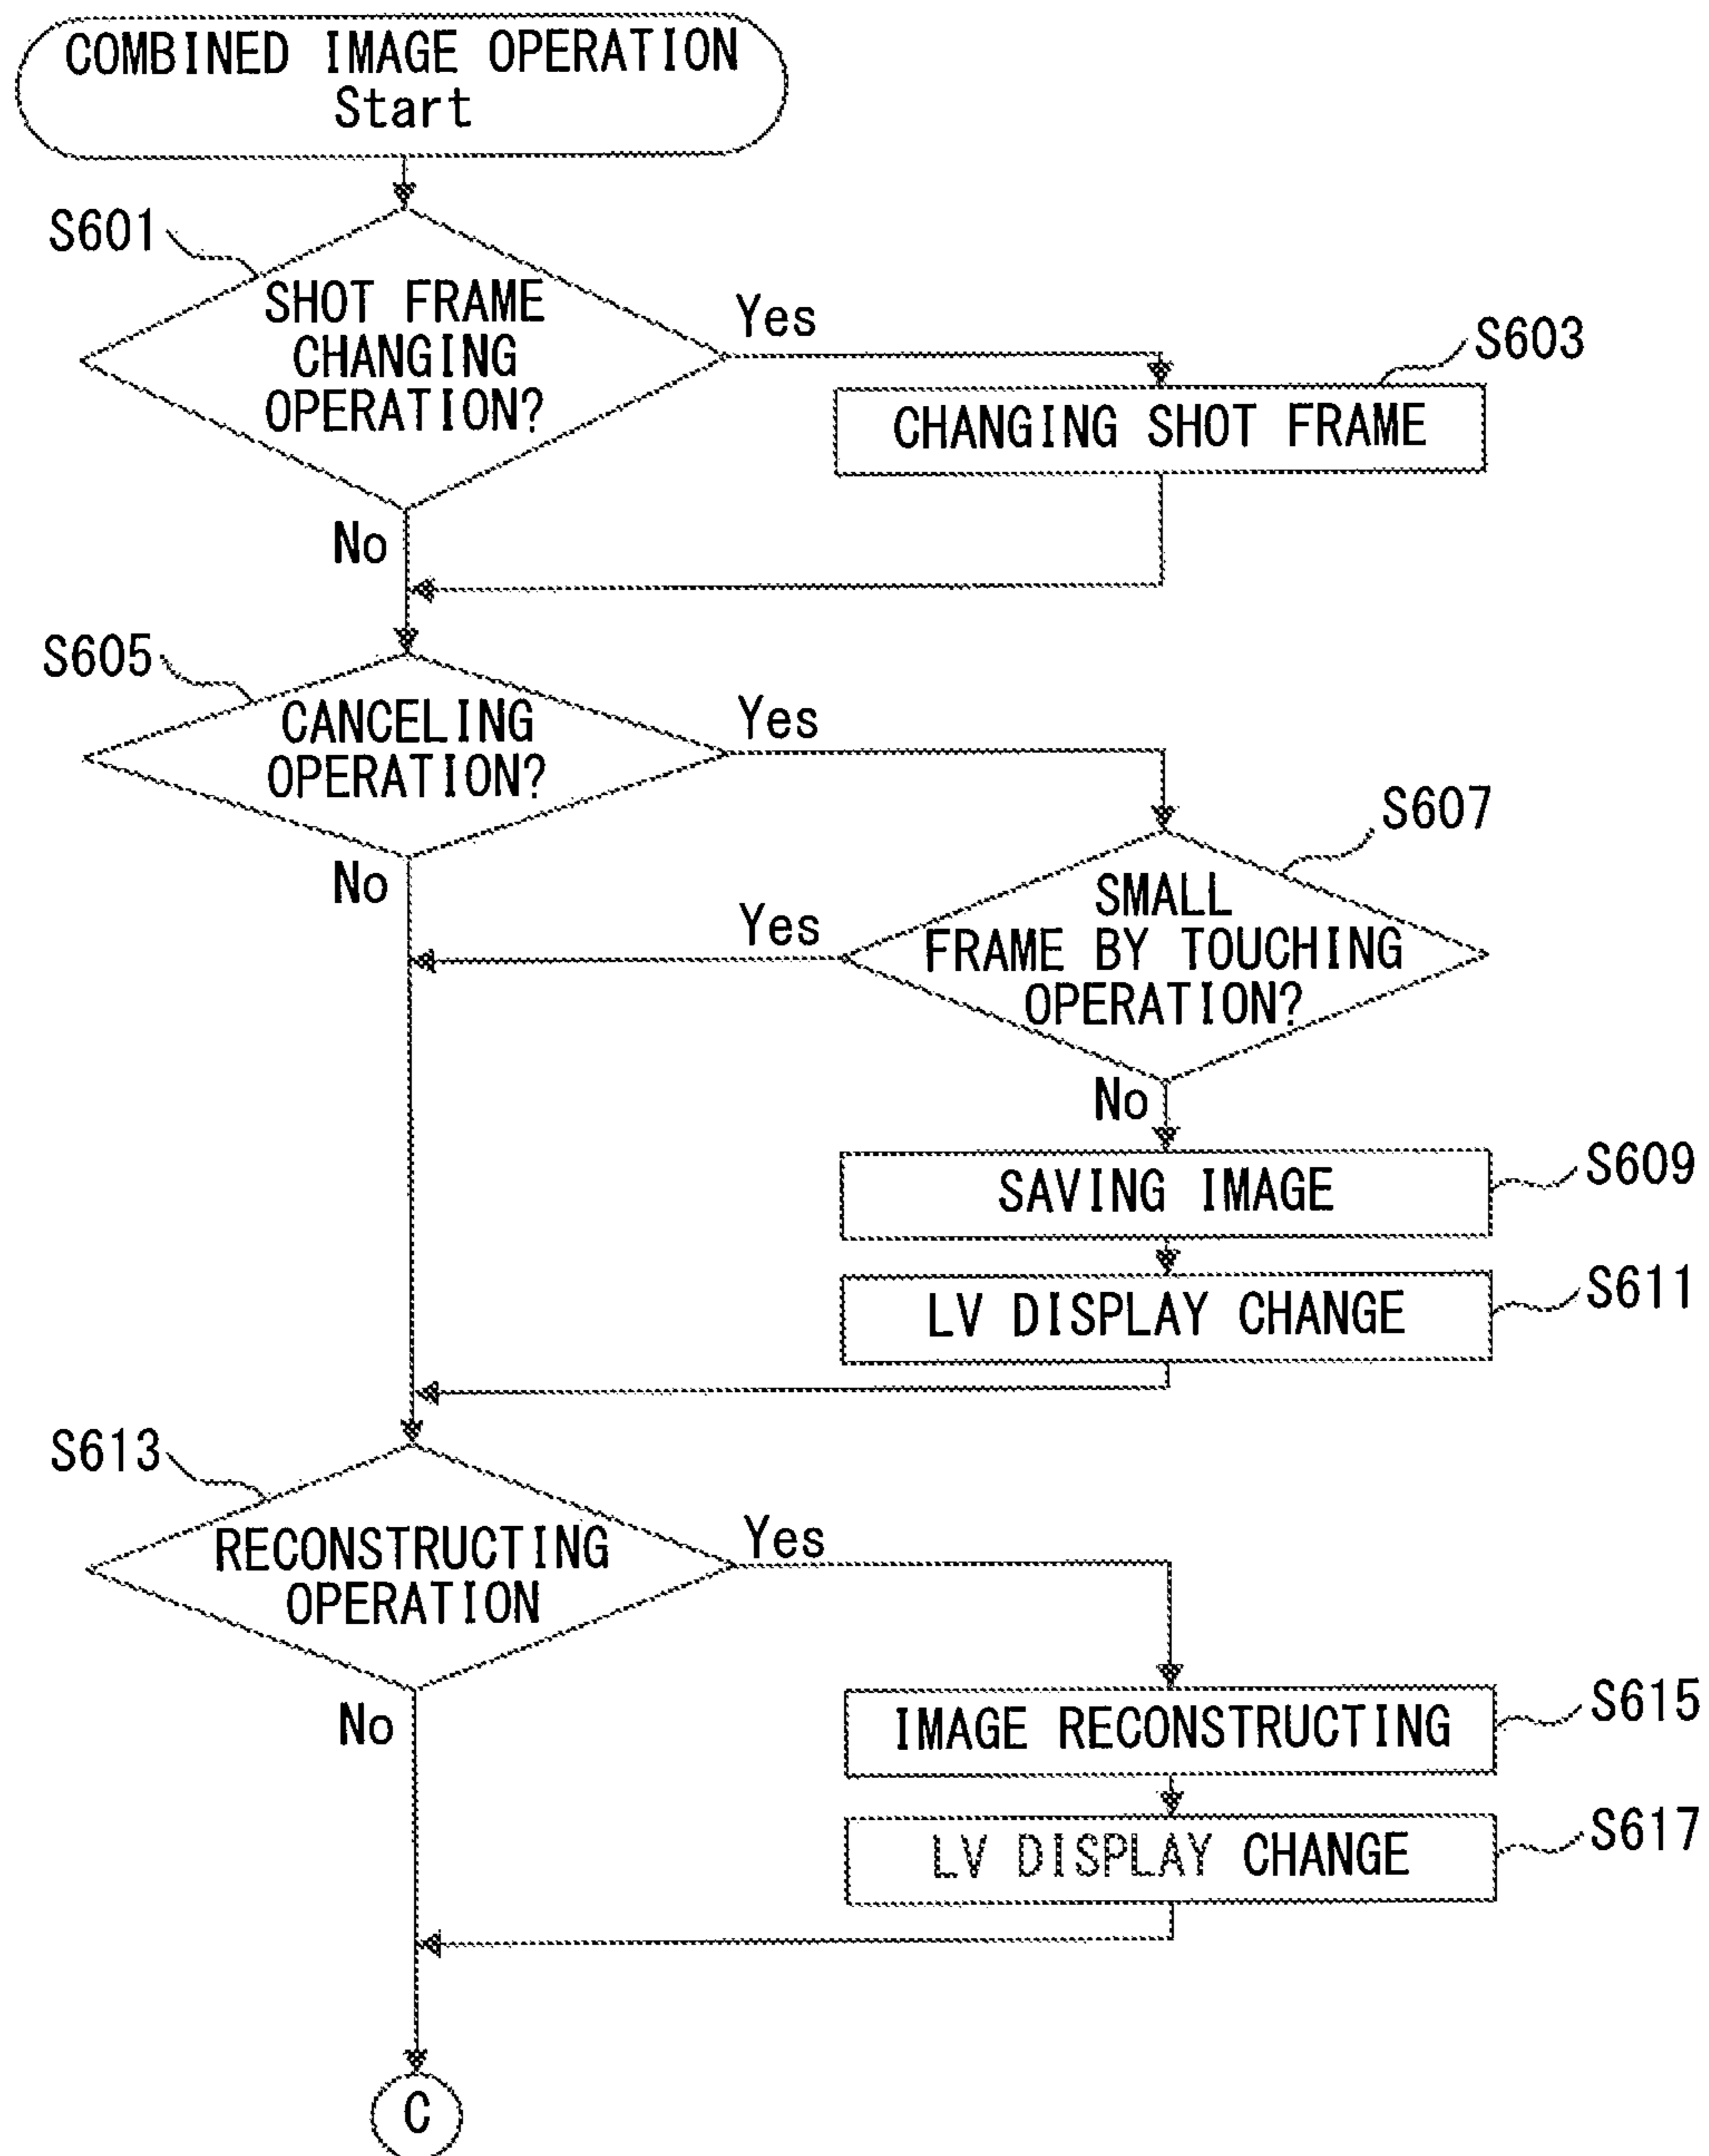 COMBINED IMAGE OPERATION
Start
S601
SHOT FRAME
CHANGING
OPERATION?
Yes
S603
CHANGING SHOT FRAME
No
S605
CANCELING
OPERATION?
Yes
No
S607
SMALL
FRAME BY TOUCHING
OPERATION?
Yes
No
SAVING IMAGE
S609
LV DISPLAY CHANGE
S611
S613
RECONSTRUCTING
OPERATION
Yes
No
IMAGE RECONSTRUCTING
S615
LV DISPLAY CHANGE
S617
C